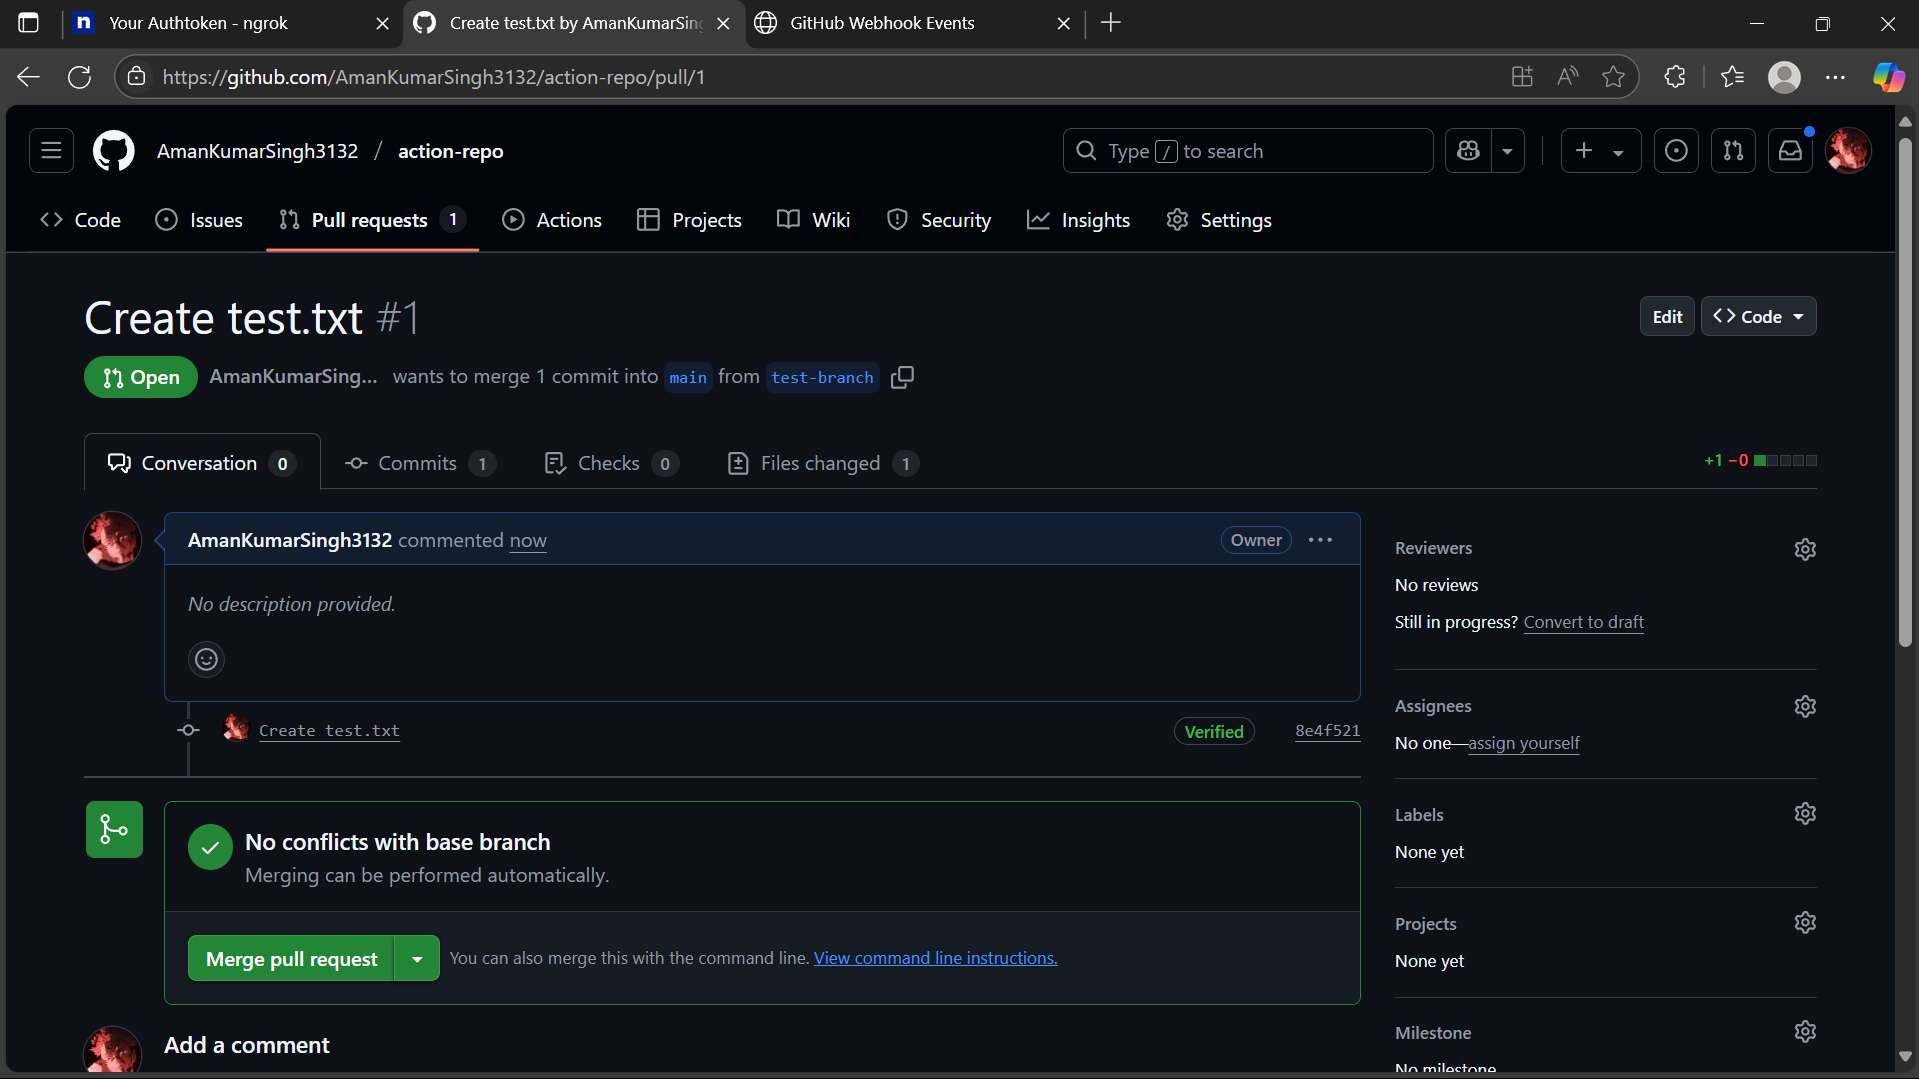 Your Authtoken - ngrok
Create test.txt by AmanKumarSing
GitHub Webhook Events
https://github.com/AmanKumarSingh3132/action-repo/pull/1
AmanKumarSingh3132 / action-repo
Type / to search
Code
Issues
Pull requests 1
Actions
Projects
Wiki
Security
Insights
Settings
Create test.txt #1
Edit
Code
Open
AmanKumarSing... wants to merge 1 commit into main from test-branch
Conversation 0
Commits 1
Checks 0
Files changed 1
+1 −0
AmanKumarSingh3132 commented now
Owner
No description provided.
Create test.txt
Verified
8e4f521
No conflicts with base branch
Merging can be performed automatically.
Merge pull request
You can also merge this with the command line. View command line instructions.
Add a comment
Reviewers
No reviews
Still in progress? Convert to draft
Assignees
No one—assign yourself
Labels
None yet
Projects
None yet
Milestone
No milestone